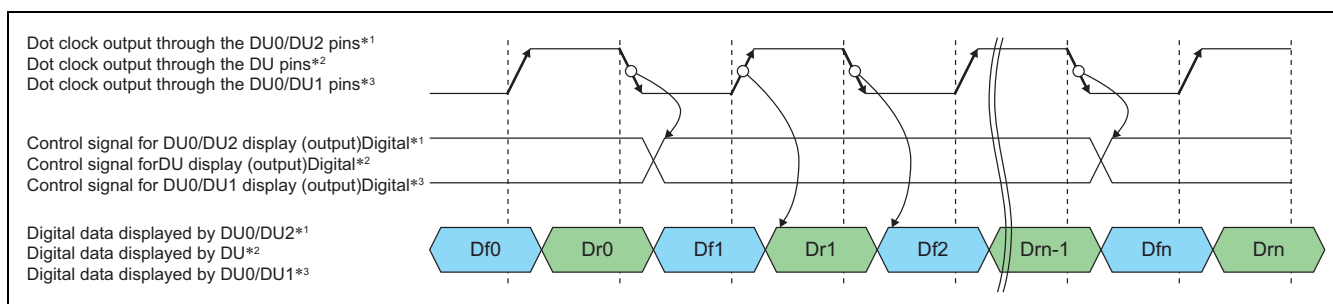 Dot clock output through the DU0/DU2 pins*1
Dot clock output through the DU pins*2
Dot clock output through the DU0/DU1 pins*3
Control signal for DU0/DU2 display (output)Digital*1
Control signal forDU display (output)Digital*2
Control signal for DU0/DU1 display (output)Digital*3
Digital data displayed by DU0/DU2*1
Digital data displayed by DU*2
Digital data displayed by DU0/DU1*3
Df0 Dr0 Df1 Dr1 Df2 Drn-1 Dfn Drn